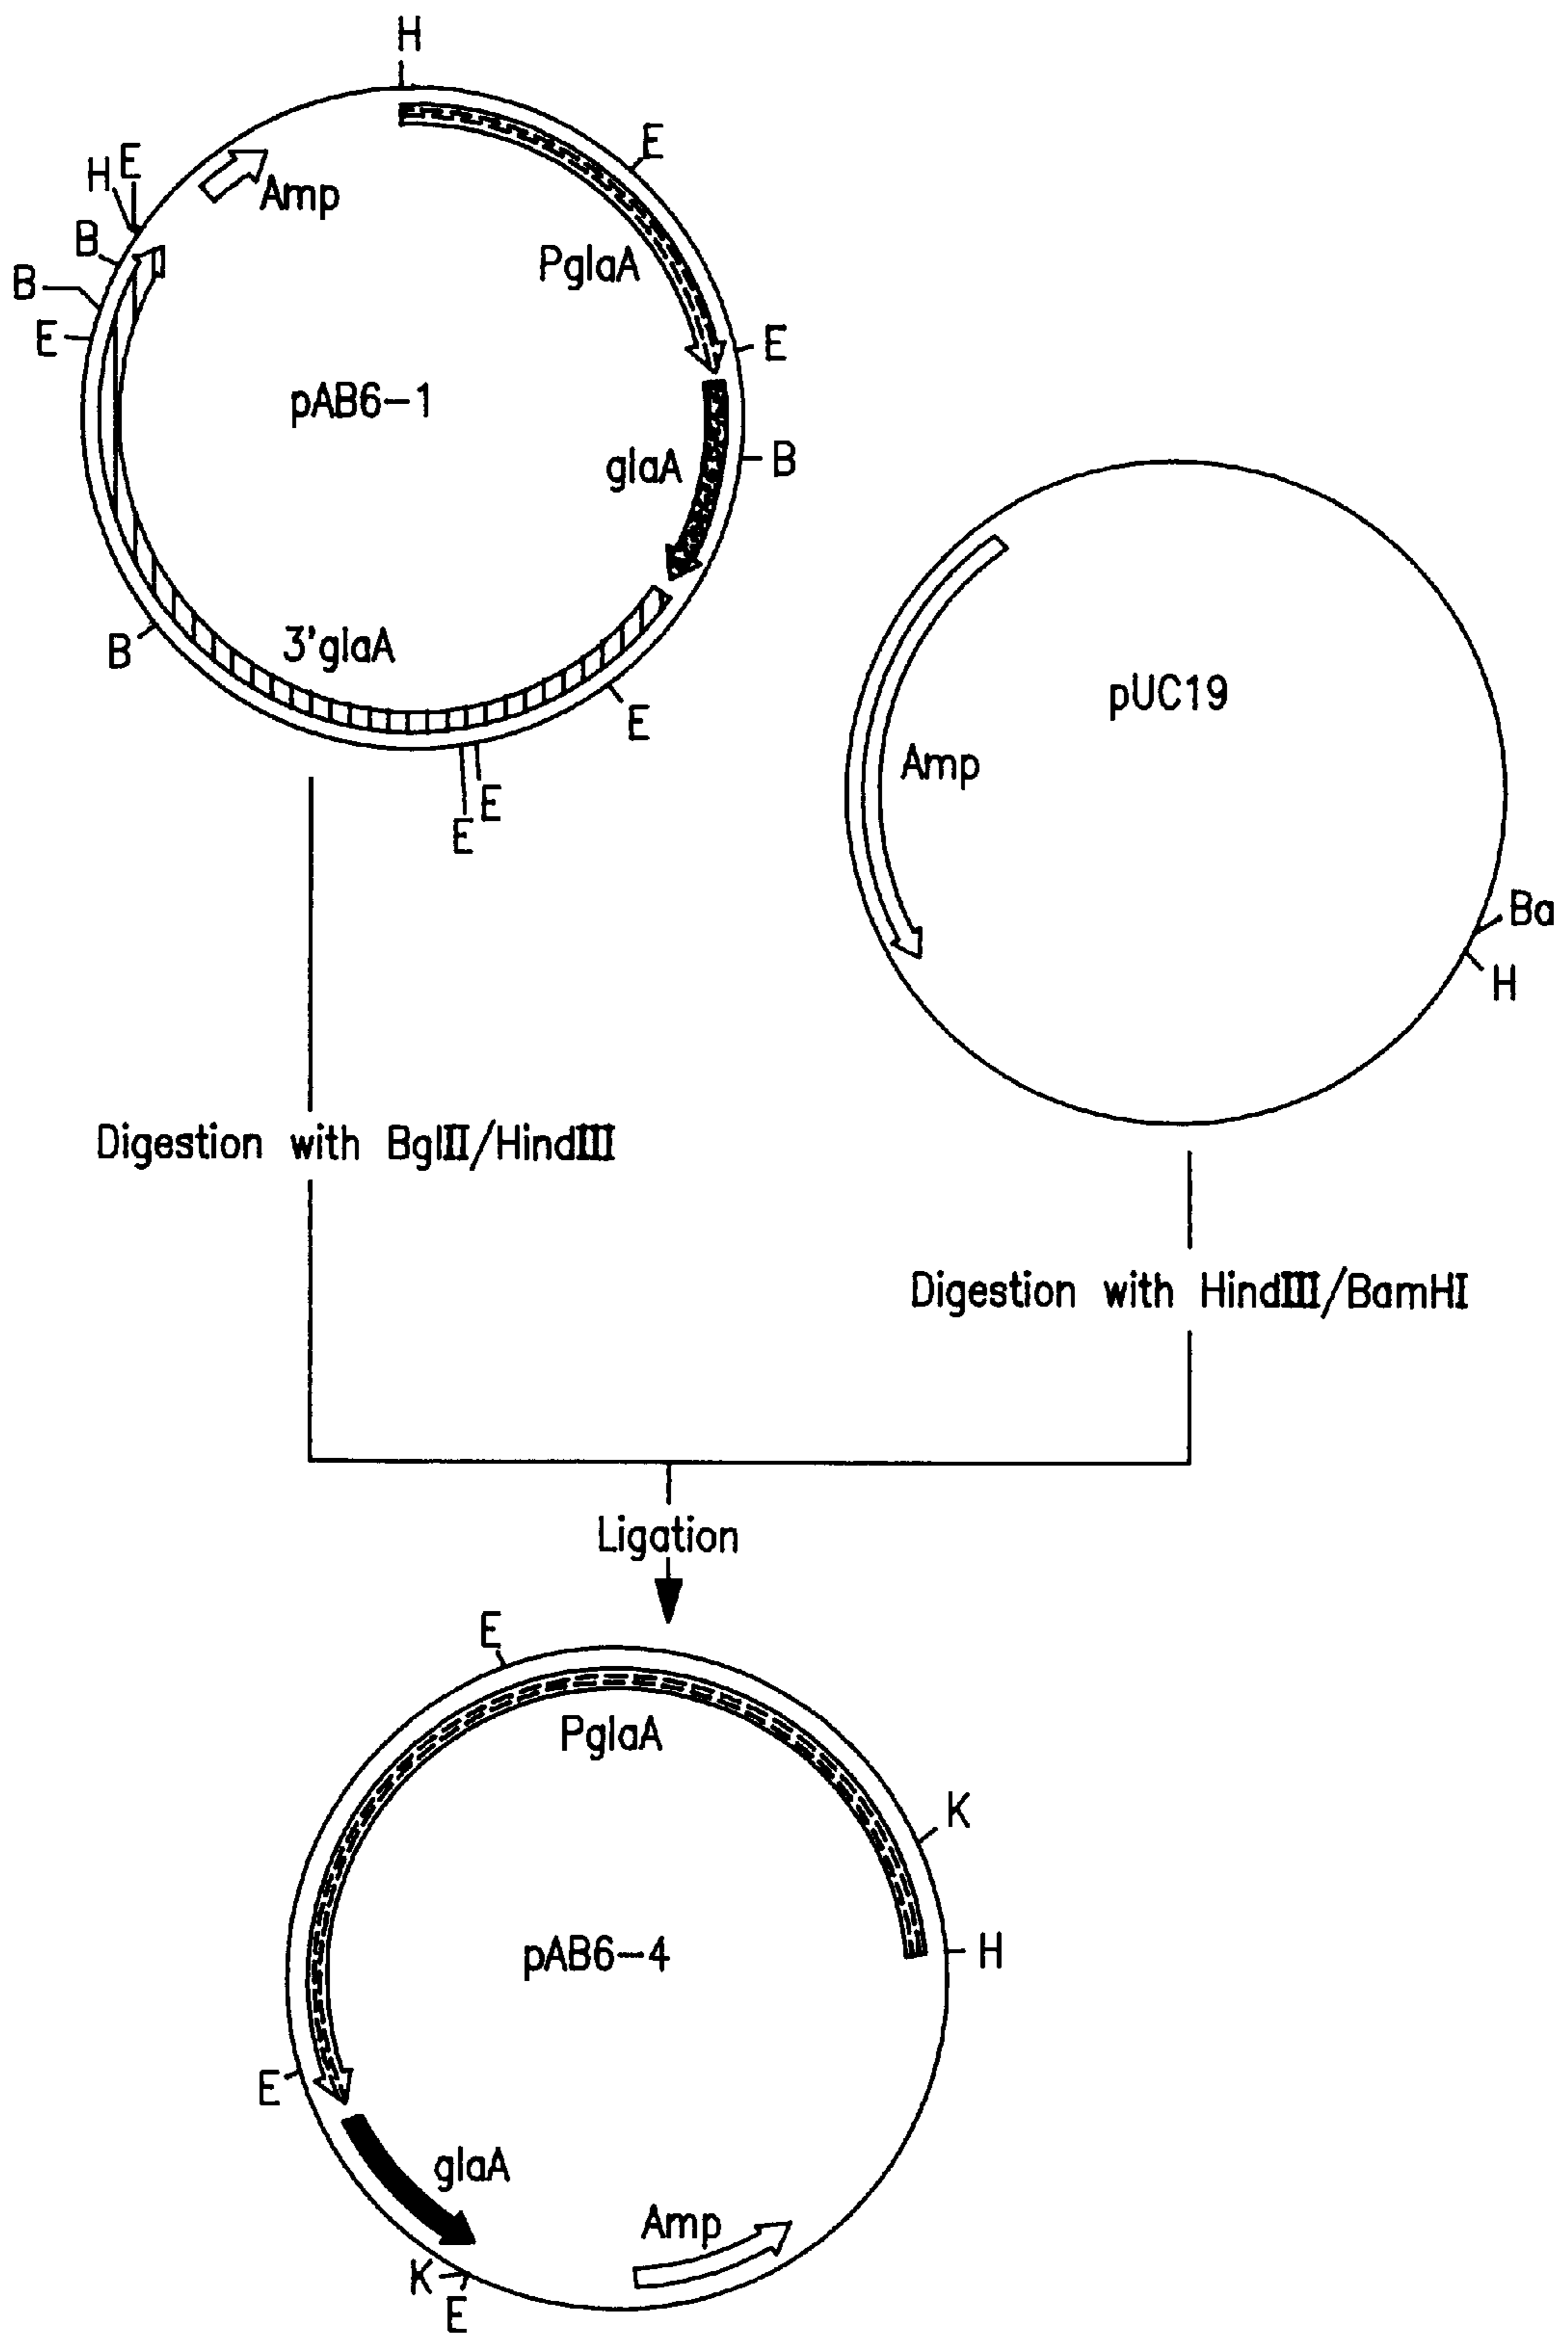 H
E
H E
Amp
B
PglaA
B
E
E
pAB6-1
glaA
B
3'glaA
B
pUC19
E
Amp
E
E
Ba
H
Digestion with BglII/HindIII
Digestion with HindIII/BamHI
Ligation
E
PglaA
K
pAB6-4
H
E
glaA
Amp
K
E